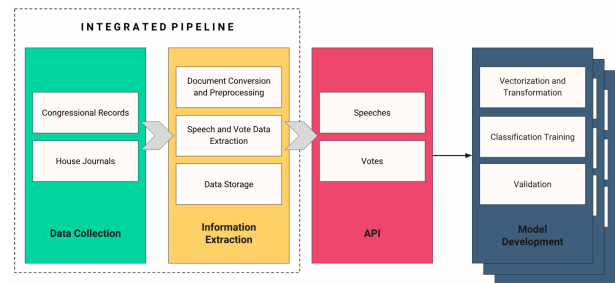 INTEGRATED PIPELINE
Congressional Records
House Journals
Data Collection
Document Conversion
and Preprocessing
Speech and Vote Data
Extraction
Data Storage
Information
Extraction
Speeches
Votes
API
Vectorization and
Transformation
Classification Training
Validation
Model
Development